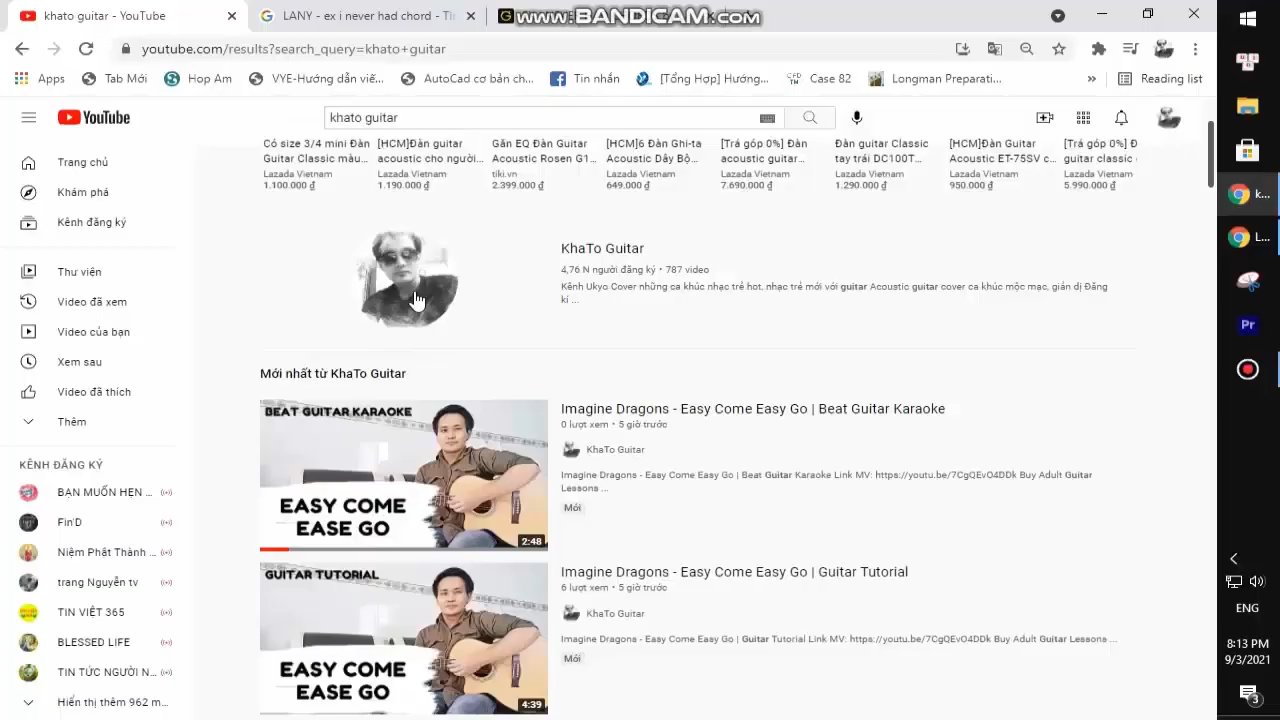 khato guitar - YouTube
LANY - ex i never had chord - Ti
www.BANDICAM.com
youtube.com/results?search_query=khato+guitar
Apps
Tab Mới
Hop Am
VYE-Hướng dẫn viế...
AutoCad cơ bản ch...
Tin nhắn
[Tổng Hợp] Hướng...
Case 82
Longman Preparati...
»
Reading list
YouTube
khato guitar
Có size 3/4 mini Đàn Guitar Classic màu...
Lazada Vietnam
1.100.000 ₫
[HCM]Đàn guitar acoustic cho người...
Lazada Vietnam
1.190.000 ₫
Gắn EQ Đàn Guitar Acoustic Rosen G1...
tiki.vn
2.399.000 ₫
[HCM]6 Đàn Ghi-ta Acoustic Dây Bộ...
Lazada Vietnam
649.000 ₫
[Trả góp 0%] Đàn acoustic guitar...
Lazada Vietnam
7.690.000 ₫
Đàn guitar Classic tay trái DC100T...
Lazada Vietnam
1.290.000 ₫
[HCM]Đàn Guitar Acoustic ET-75SV c...
Lazada Vietnam
950.000 ₫
[Trả góp 0%] Đàn guitar classic
Lazada Vietnam
5.990.000 ₫
Trang chủ
Khám phá
Kênh đăng ký
Thư viện
Video đã xem
Video của bạn
Xem sau
Video đã thích
Thêm
KÊNH ĐĂNG KÝ
BẠN MUỐN HẸN ...
Fin'D
Niệm Phật Thành ...
trang Nguyễn tv
TIN VIỆT 365
BLESSED LIFE
TIN TỨC NGƯỜI N...
Hiển thị thêm 962 m...
KhaTo Guitar
4,76 N người đăng ký • 787 video
Kênh Ukyo Cover những ca khúc nhạc trẻ hot, nhạc trẻ mới với guitar Acoustic guitar cover ca khúc mộc mạc, giản dị Đăng
kí ...
Mới nhất từ KhaTo Guitar
BEAT GUITAR KARAOKE
EASY COME
EASE GO
2:48
Imagine Dragons - Easy Come Easy Go | Beat Guitar Karaoke
0 lượt xem • 5 giờ trước
KhaTo Guitar
Imagine Dragons - Easy Come Easy Go | Beat Guitar Karaoke Link MV: https://youtu.be/7CgQEvO4DDk Buy Adult Guitar
Lessons ...
Mới
GUITAR TUTORIAL
EASY COME
EASE GO
4:39
Imagine Dragons - Easy Come Easy Go | Guitar Tutorial
6 lượt xem • 5 giờ trước
KhaTo Guitar
Imagine Dragons - Easy Come Easy Go | Guitar Tutorial Link MV: https://youtu.be/7CgQEvO4DDk Buy Adult Guitar Lessons ...
Mới
k...
L...
Pr
ENG
8:13 PM
9/3/2021
3